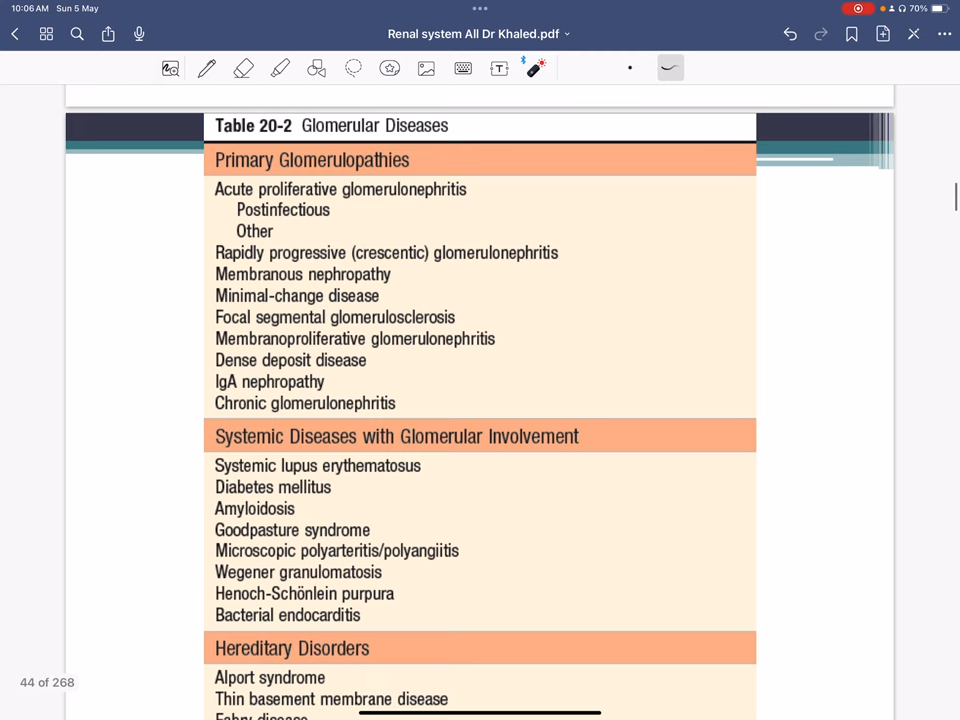 10:06 AM Sun 5 May
70%
Renal system All Dr Khaled.pdf
Table 20-2 Glomerular Diseases
Primary Glomerulopathies
Acute proliferative glomerulonephritis
Postinfectious
Other
Rapidly progressive (crescentic) glomerulonephritis
Membranous nephropathy
Minimal-change disease
Focal segmental glomerulosclerosis
Membranoproliferative glomerulonephritis
Dense deposit disease
IgA nephropathy
Chronic glomerulonephritis
Systemic Diseases with Glomerular Involvement
Systemic lupus erythematosus
Diabetes mellitus
Amyloidosis
Goodpasture syndrome
Microscopic polyarteritis/polyangiitis
Wegener granulomatosis
Henoch-Schönlein purpura
Bacterial endocarditis
Hereditary Disorders
Alport syndrome
Thin basement membrane disease
Fabry disease
44 of 268